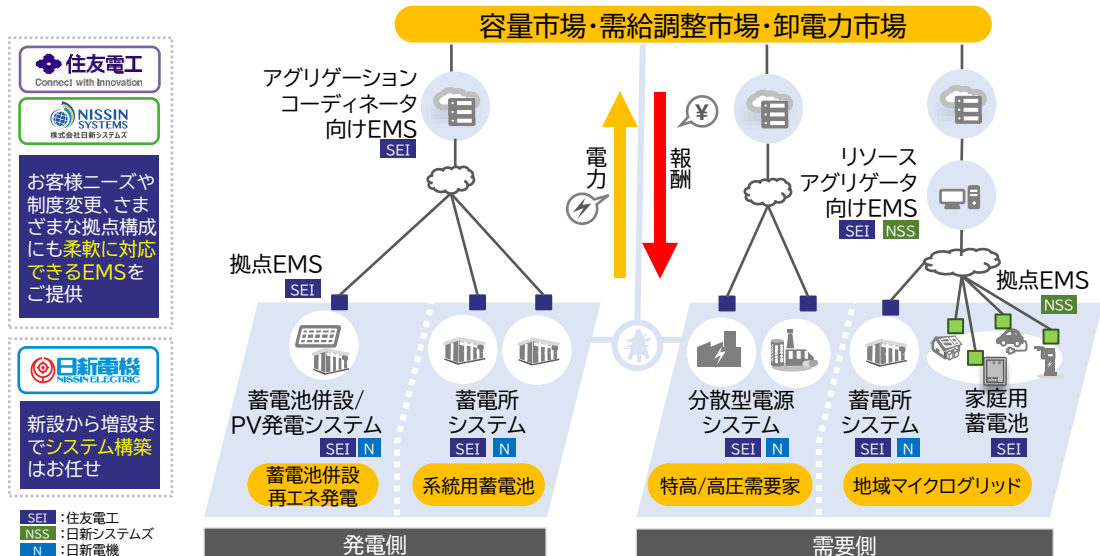 容量市場・需給調整市場・卸電力市場
住友電工
Connect with Innovation
NISSIN
SYSTEMS
株式会社日新システムズ
お客様ニーズや
制度変更、さま
ざまな拠点構成
にも柔軟に対応
できるEMSを
ご提供
日新電機
NISSIN ELECTRIC
新設から増設ま
でシステム構築
はお任せ
SEI :住友電工
NSS :日新システムズ
N :日新電機
アグリゲーション
コーディネータ
向けEMS
SEI
電力
報酬
¥
リソース
アグリゲータ
向けEMS
SEI NSS
拠点EMS
SEI
拠点EMS
NSS
蓄電池併設/
PV発電システム
SEI N
蓄電池併設
再エネ発電
蓄電所
システム
SEI N
系統用蓄電池
分散型電源
システム
SEI N
特高/高圧需要家
蓄電所
システム
SEI N
家庭用
蓄電池
SEI
地域マイクログリッド
発電側
需要側